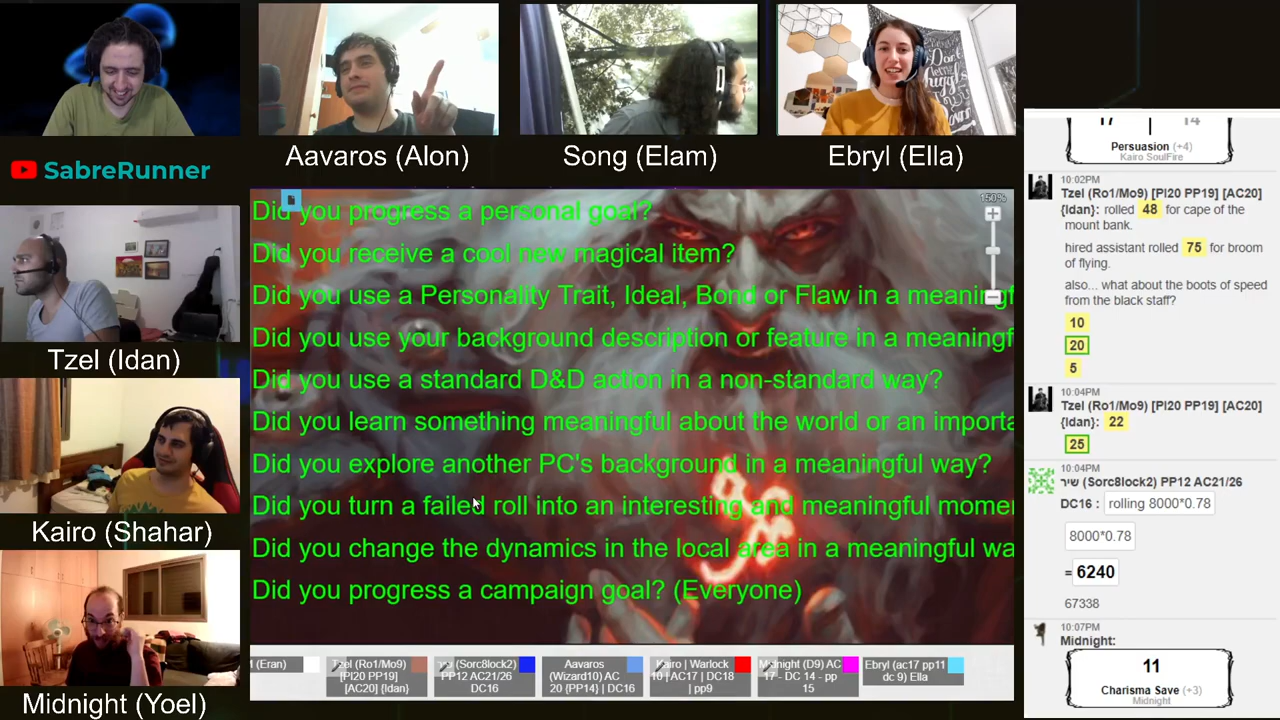 Aavaros (Alon)
Song (Elam)
Ebryl (Ella)
SabreRunner
Tzel (Idan)
Kairo (Shahar)
Midnight (Yoel)
Did you progress a personal goal?
Did you receive a cool new magical item?
Did you use a Personality Trait, Ideal, Bond or Flaw in a meaningf
Did you use your background description or feature in a meaningf
Did you use a standard D&D action in a non-standard way?
Did you learn something meaningful about the world or an importa
Did you explore another PC's background in a meaningful way?
Did you turn a failed roll into an interesting and meaningful momen
Did you change the dynamics in the local area in a meaningful wa
Did you progress a campaign goal? (Everyone)
150%
(Eran)
Tzel (Ro1/Mo9)
[PI20 PP19]
[AC20] {Idan}
שיר (Sorc8lock2)
PP12 AC21/26
DC16
Aavaros
(Wizard10) AC
20 {PP14} | DC16
Kairo | Warlock
10 | AC17 | DC18
| pp9
Midnight (D9) AC
17 - DC 14 - pp
15
Ebryl (ac17 pp11
dc 9) Ella
17 | 14
Persuasion (+4)
Kairo SoulFire
10:02PM
Tzel (Ro1/Mo9) [PI20 PP19] [AC20]
{Idan}: rolled 48 for cape of the
mount bank.
hired assistant rolled 75 for broom
of flying.
also... what about the boots of speed
from the black staff?
10
20
5
10:04PM
Tzel (Ro1/Mo9) [PI20 PP19] [AC20]
{Idan}: 22
25
10:04PM
שיר (Sorc8lock2) PP12 AC21/26
DC16 : rolling 8000*0.78
8000*0.78
= 6240
67338
10:07PM
Midnight:
11
Charisma Save (+3)
Midnight